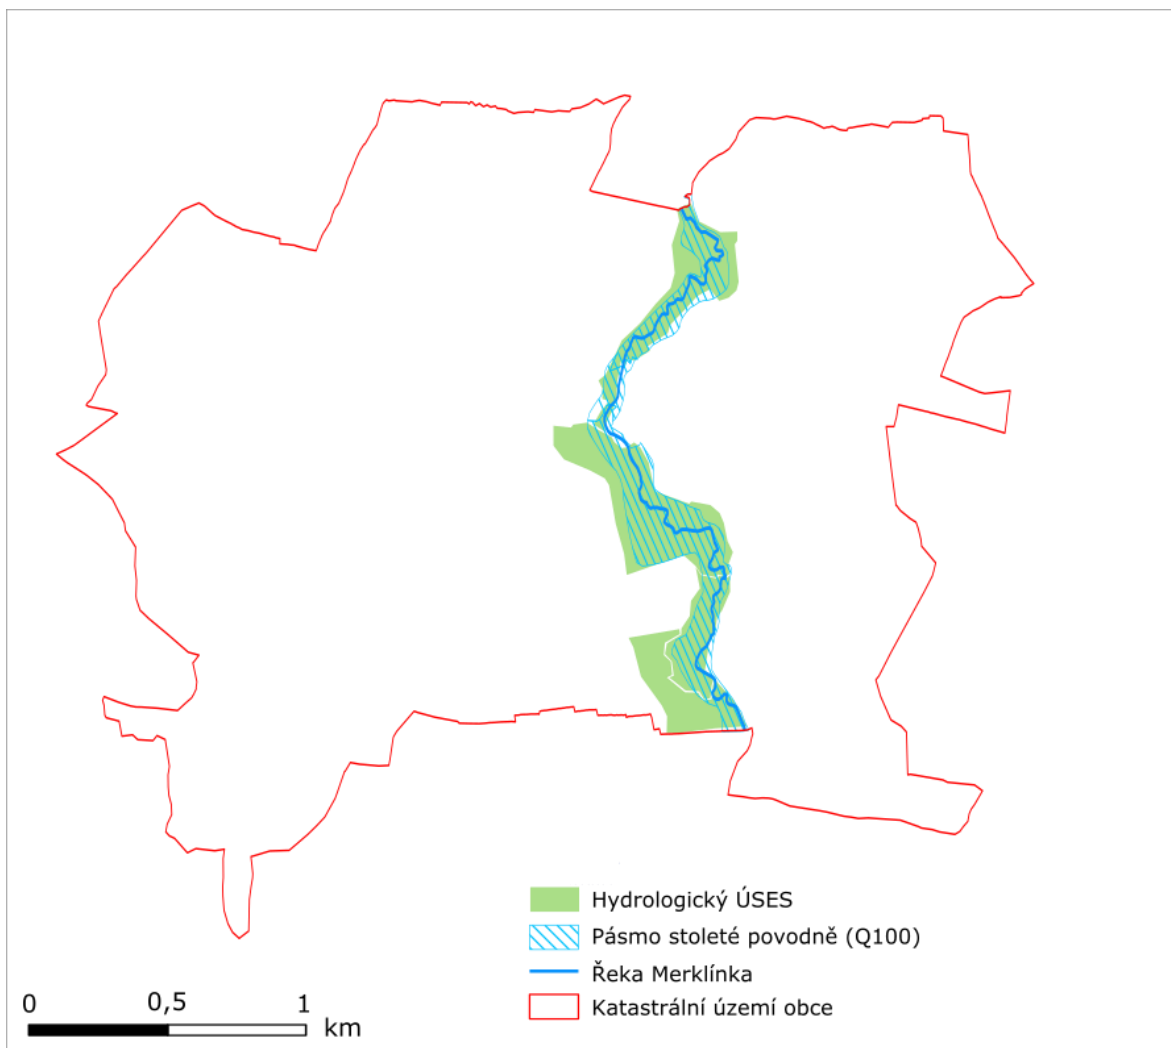 Hydrologický ÚSES
Pásmo stoleté povodně (Q100)
Řeka Merklínka
Katastrální území obce
0 0,5 1
km